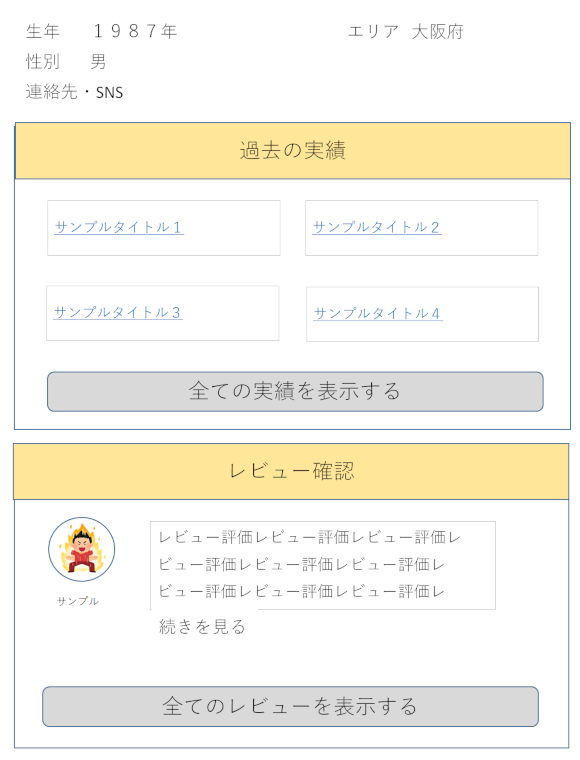 生年　１９８７年　エリア 大阪府
性別　男
連絡先・SNS
過去の実績
サンプルタイトル１　サンプルタイトル２
サンプルタイトル３　サンプルタイトル４
全ての実績を表示する
レビュー確認
レビュー評価レビュー評価レビュー評価レ
ビュー評価レビュー評価レビュー評価レ
ビュー評価レビュー評価レビュー評価レ
サンプル
続きを見る
全てのレビューを表示する